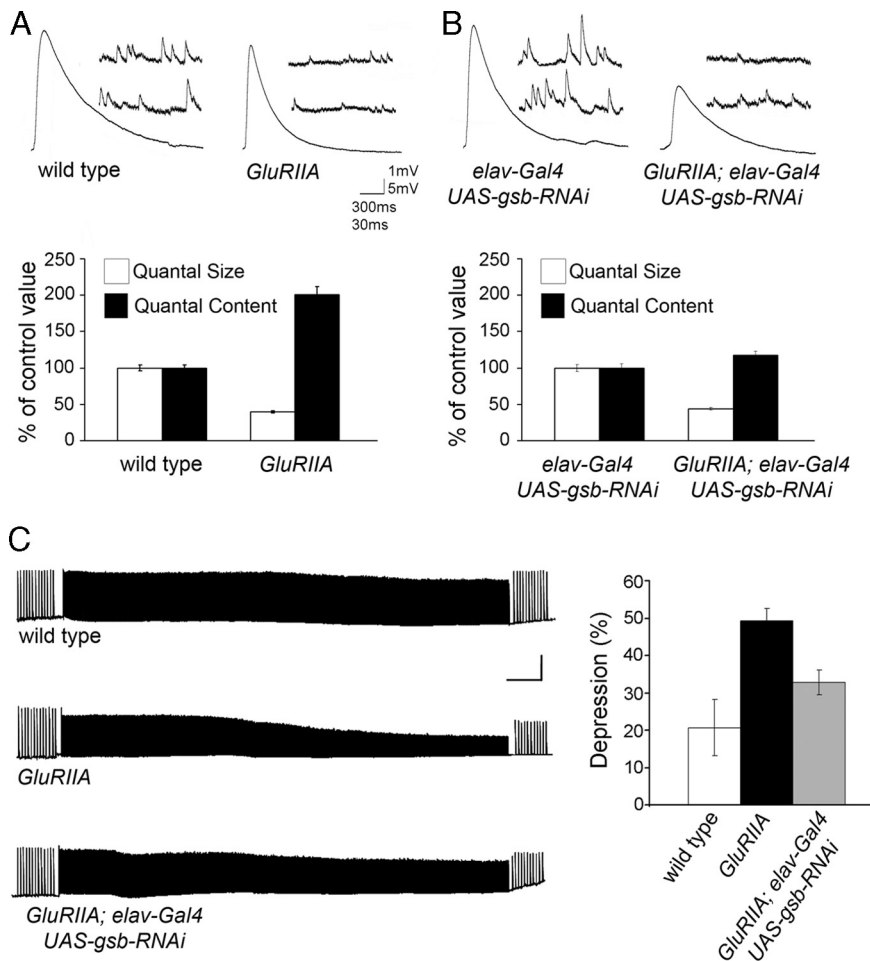 A
wild type
GluRIIA
1mV
5mV
300ms
30ms
B
elav-Gal4
UAS-gsb-RNAi
GluRIIA; elav-Gal4
UAS-gsb-RNAi
% of control value
250
200
150
100
50
0
Quantal Size
Quantal Content
wild type
GluRIIA
% of control value
250
200
150
100
50
0
Quantal Size
Quantal Content
elav-Gal4
UAS-gsb-RNAi
GluRIIA; elav-Gal4
UAS-gsb-RNAi
C
wild type
GluRIIA
GluRIIA; elav-Gal4
UAS-gsb-RNAi
Depression (%)
60
50
40
30
20
10
0
wild type
GluRIIA
GluRIIA; elav-Gal4
UAS-gsb-RNAi